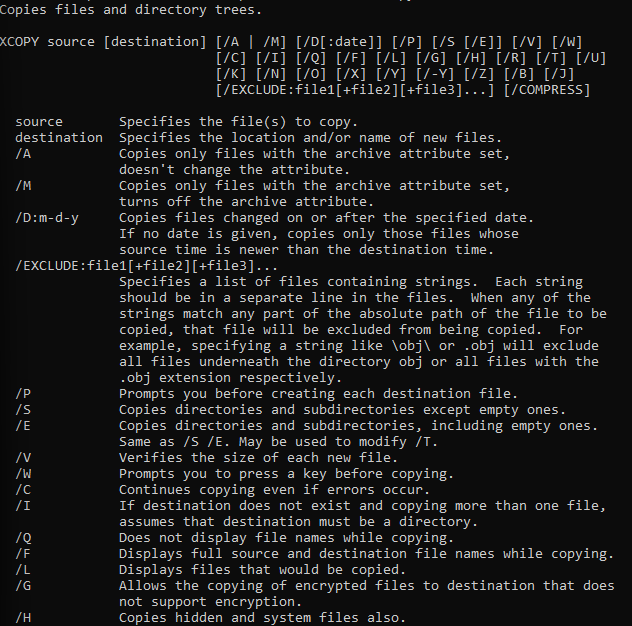 Copies files and directory trees.
XCOPY source [destination] [/A | /M] [/D[:date]] [/P] [/S [/E]] [/V] [/W]
                           [/C] [/I] [/Q] [/F] [/L] [/G] [/H] [/R] [/T] [/U]
                           [/K] [/N] [/O] [/X] [/Y] [/-Y] [/Z] [/B] [/J]
                           [/EXCLUDE:file1[+file2][+file3]...] [/COMPRESS]
  source       Specifies the file(s) to copy.
  destination  Specifies the location and/or name of new files.
  /A           Copies only files with the archive attribute set,
               doesn't change the attribute.
  /M           Copies only files with the archive attribute set,
               turns off the archive attribute.
  /D:m-d-y     Copies files changed on or after the specified date.
               If no date is given, copies only those files whose
               source time is newer than the destination time.
  /EXCLUDE:file1[+file2][+file3]...
               Specifies a list of files containing strings.  Each string
               should be in a separate line in the files.  When any of the
               strings match any part of the absolute path of the file to be
               copied, that file will be excluded from being copied.  For
               example, specifying a string like \obj\ or .obj will exclude
               all files underneath the directory obj or all files with the
               .obj extension respectively.
  /P           Prompts you before creating each destination file.
  /S           Copies directories and subdirectories except empty ones.
  /E           Copies directories and subdirectories, including empty ones.
               Same as /S /E. May be used to modify /T.
  /V           Verifies the size of each new file.
  /W           Prompts you to press a key before copying.
  /C           Continues copying even if errors occur.
  /I           If destination does not exist and copying more than one file,
               assumes that destination must be a directory.
  /Q           Does not display file names while copying.
  /F           Displays full source and destination file names while copying.
  /L           Displays files that would be copied.
  /G           Allows the copying of encrypted files to destination that does
               not support encryption.
  /H           Copies hidden and system files also.